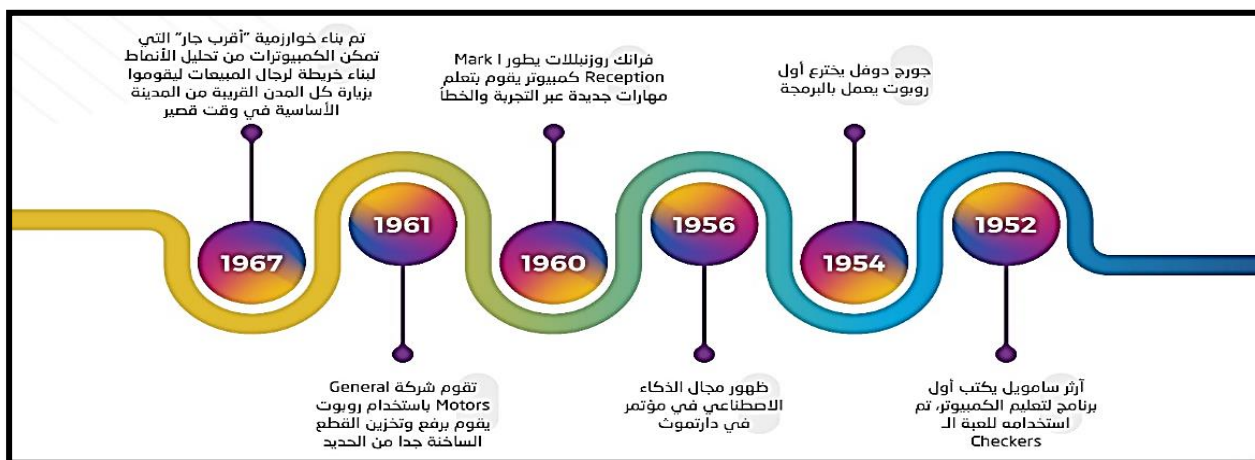 1952
آرثر سامويل يكتب أول
برنامج لتعليم الكمبيوتر، تم
استخدامه للعبة الـ
Checkers
جورج دوفل يخترع أول
روبوت يعمل بالبرمجة
1954
1956
ظهور مجال الذكاء
الاصطناعي في مؤتمر
في دارتموث
فرانك روزنبللات يطور Mark I
Reception كمبيوتر يقوم بتعلم
مهارات جديدة عبر التجربة والخطأ
1960
1961
تقوم شركة General
Motors باستخدام روبوت
يقوم برفع وتخزين القطع
الساخنة جدا من الحديد
تم بناء خوارزمية "أقرب جار" التي
تمكن الكمبيوترات من تحليل الأنماط
لبناء خريطة لرجال المبيعات ليقوموا
بزيارة كل المدن القريبة من المدينة
الأساسية في وقت قصير
1967